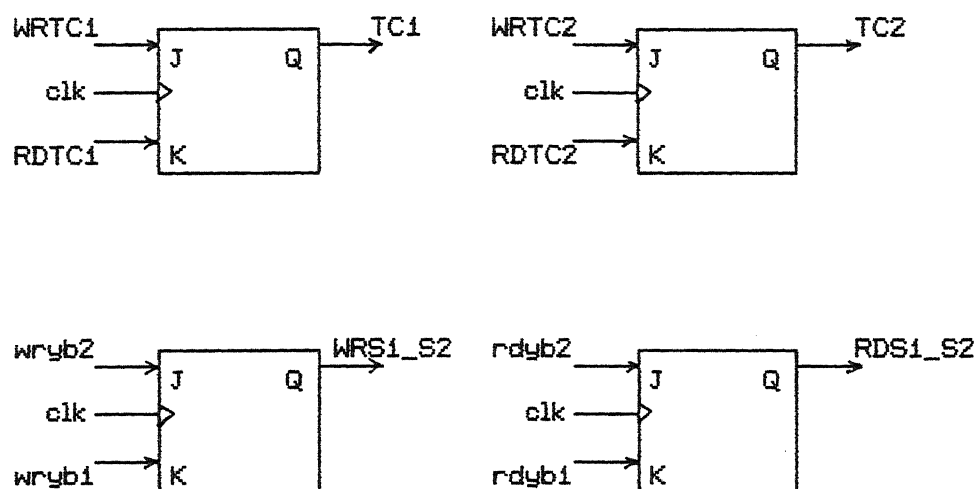 WRTC1 TC1 WRTC2 TC2
J Q J Q
clk clk
RDTC1 K RDTC2 K
wryb2 WRS1_S2 rdyb2 RDS1_S2
J Q J Q
clk clk
wryb1 K rdyb1 K